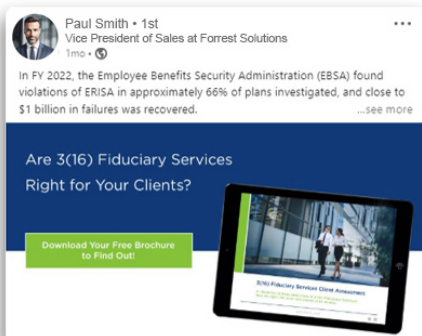 Paul Smith • 1st
Vice President of Sales at Forrest Solutions
1mo •
In FY 2022, the Employee Benefits Security Administration (EBSA) found
violations of ERISA in approximately 66% of plans investigated, and close to
$1 billion in failures was recovered. ...see more
Are 3(16) Fiduciary Services
Right for Your Clients?
Download Your Free Brochure
to Find Out!
3(16) Fiduciary Services Client Assessment